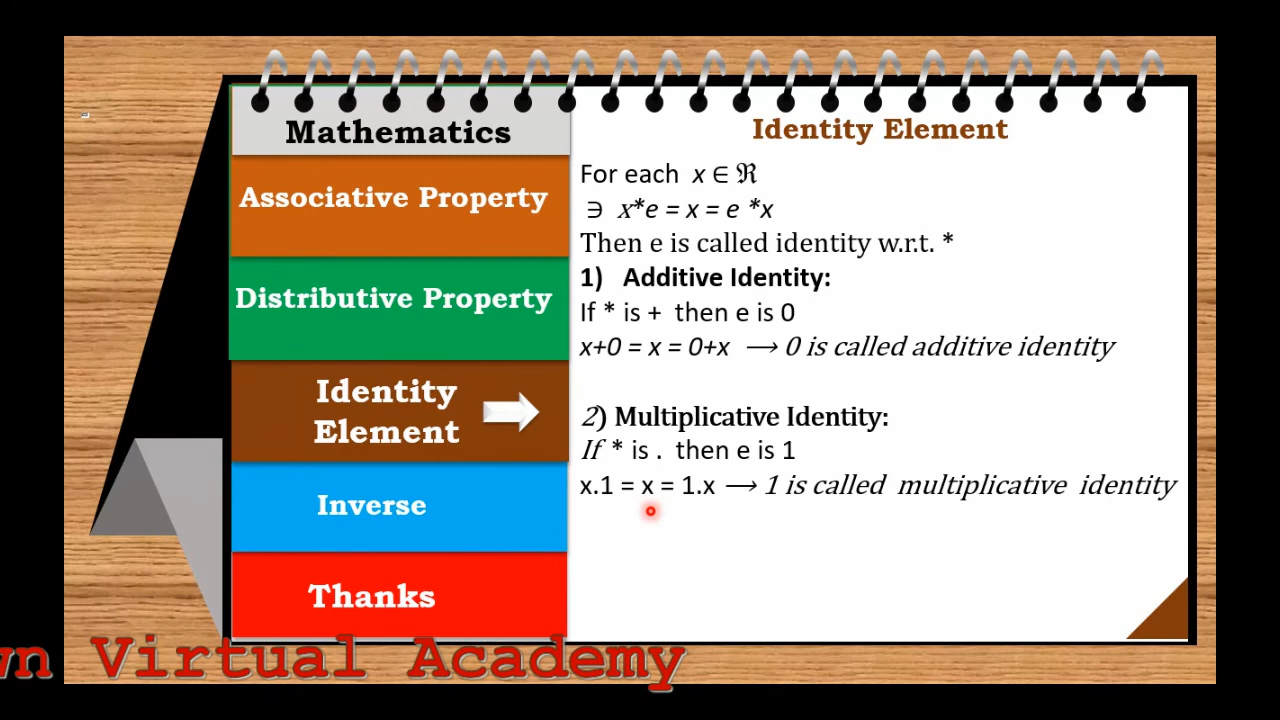 Mathematics
Associative Property
Distributive Property
Identity
Element
Inverse
Thanks
Identity Element
For each x ∈ ℜ
∋ x*e = x = e *x
Then e is called identity w.r.t. *
1) Additive Identity:
If * is + then e is 0
x+0 = x = 0+x ⟶ 0 is called additive identity
2) Multiplicative Identity:
If * is . then e is 1
x.1 = x = 1.x ⟶ 1 is called multiplicative identity
Virtual Academy